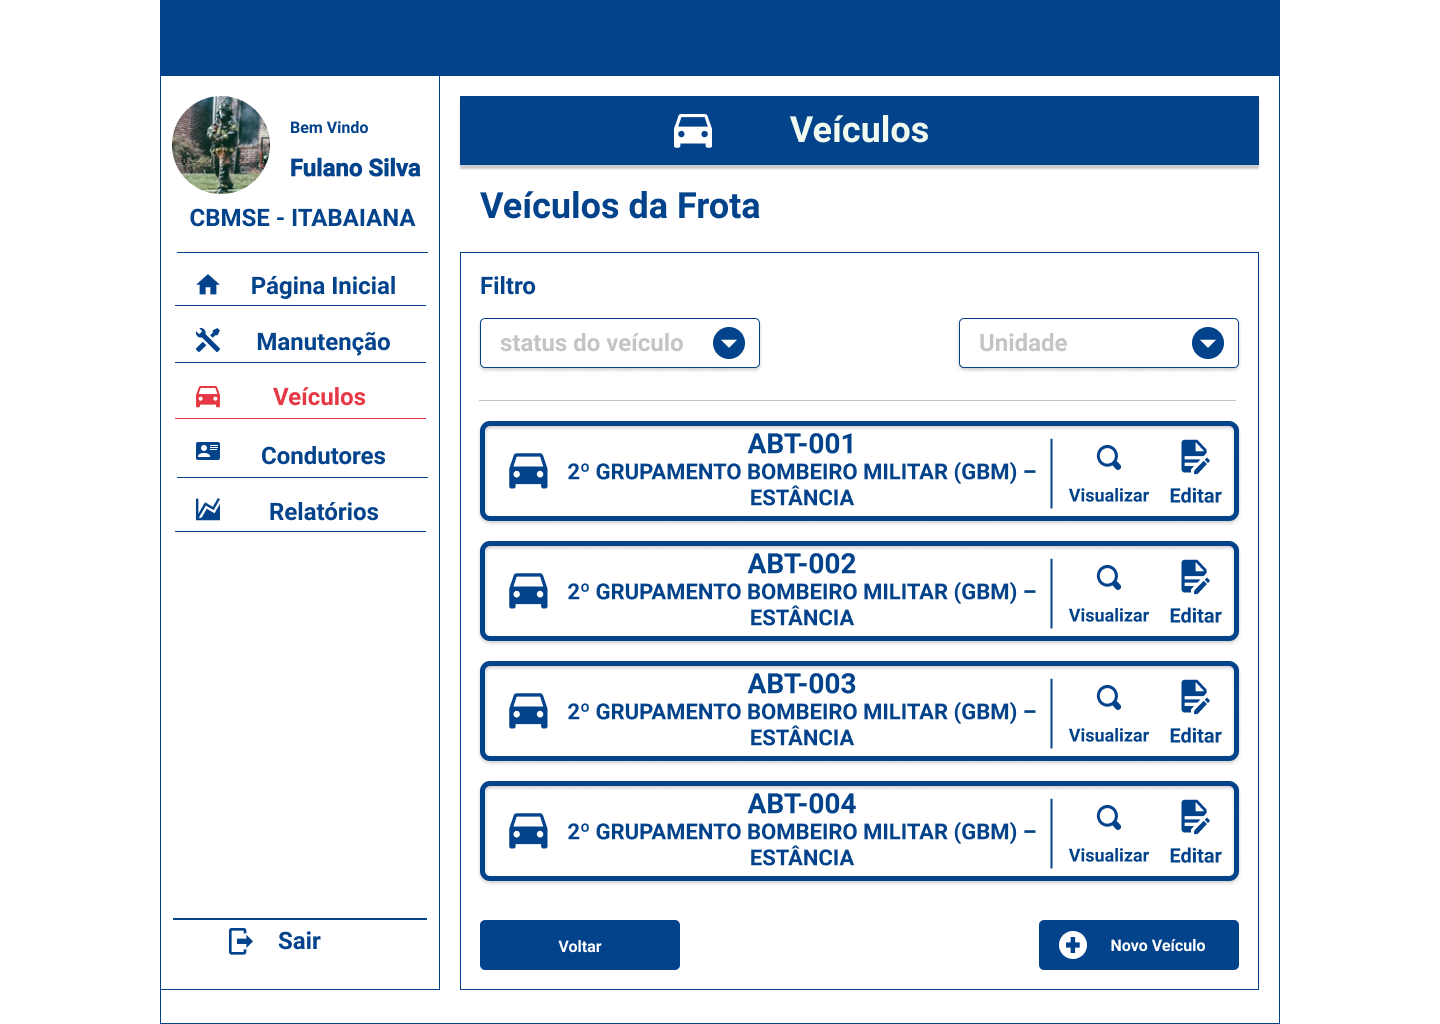 Bem Vindo
Fulano Silva
CBMSE - ITABAIANA
Página Inicial
Manutenção
Veículos
Condutores
Relatórios
Sair
Veículos
Veículos da Frota
Filtro
status do veículo
Unidade
ABT-001
2º GRUPAMENTO BOMBEIRO MILITAR (GBM) –
ESTÂNCIA
Visualizar
Editar
ABT-002
2º GRUPAMENTO BOMBEIRO MILITAR (GBM) –
ESTÂNCIA
Visualizar
Editar
ABT-003
2º GRUPAMENTO BOMBEIRO MILITAR (GBM) –
ESTÂNCIA
Visualizar
Editar
ABT-004
2º GRUPAMENTO BOMBEIRO MILITAR (GBM) –
ESTÂNCIA
Visualizar
Editar
Voltar
Novo Veículo